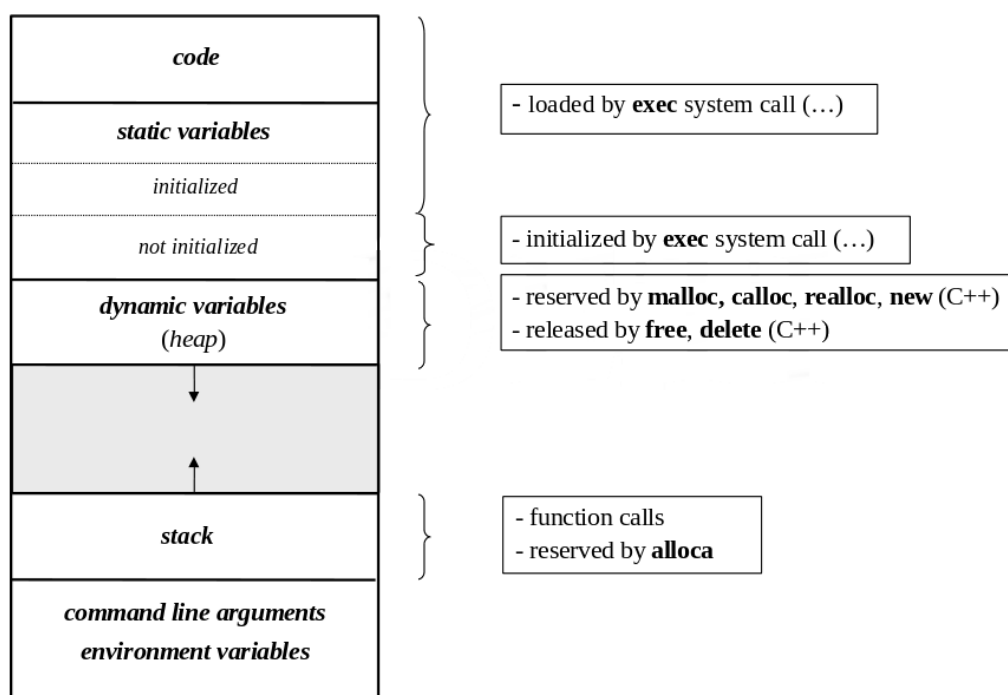 code
static variables
initialized
not initialized
dynamic variables
(heap)
stack
command line arguments
environment variables
- loaded by exec system call (…)
- initialized by exec system call (…)
- reserved by malloc, calloc, realloc, new (C++)
- released by free, delete (C++)
- function calls
- reserved by alloca